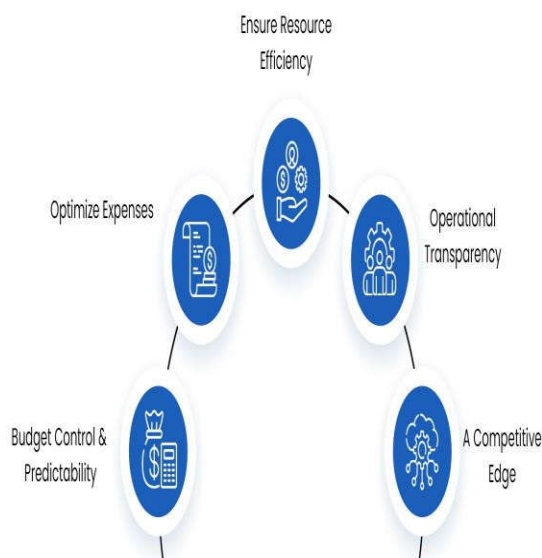 Ensure Resource
Efficiency
Optimize Expenses
Operational
Transparency
Budget Control &
Predictability
A Competitive
Edge